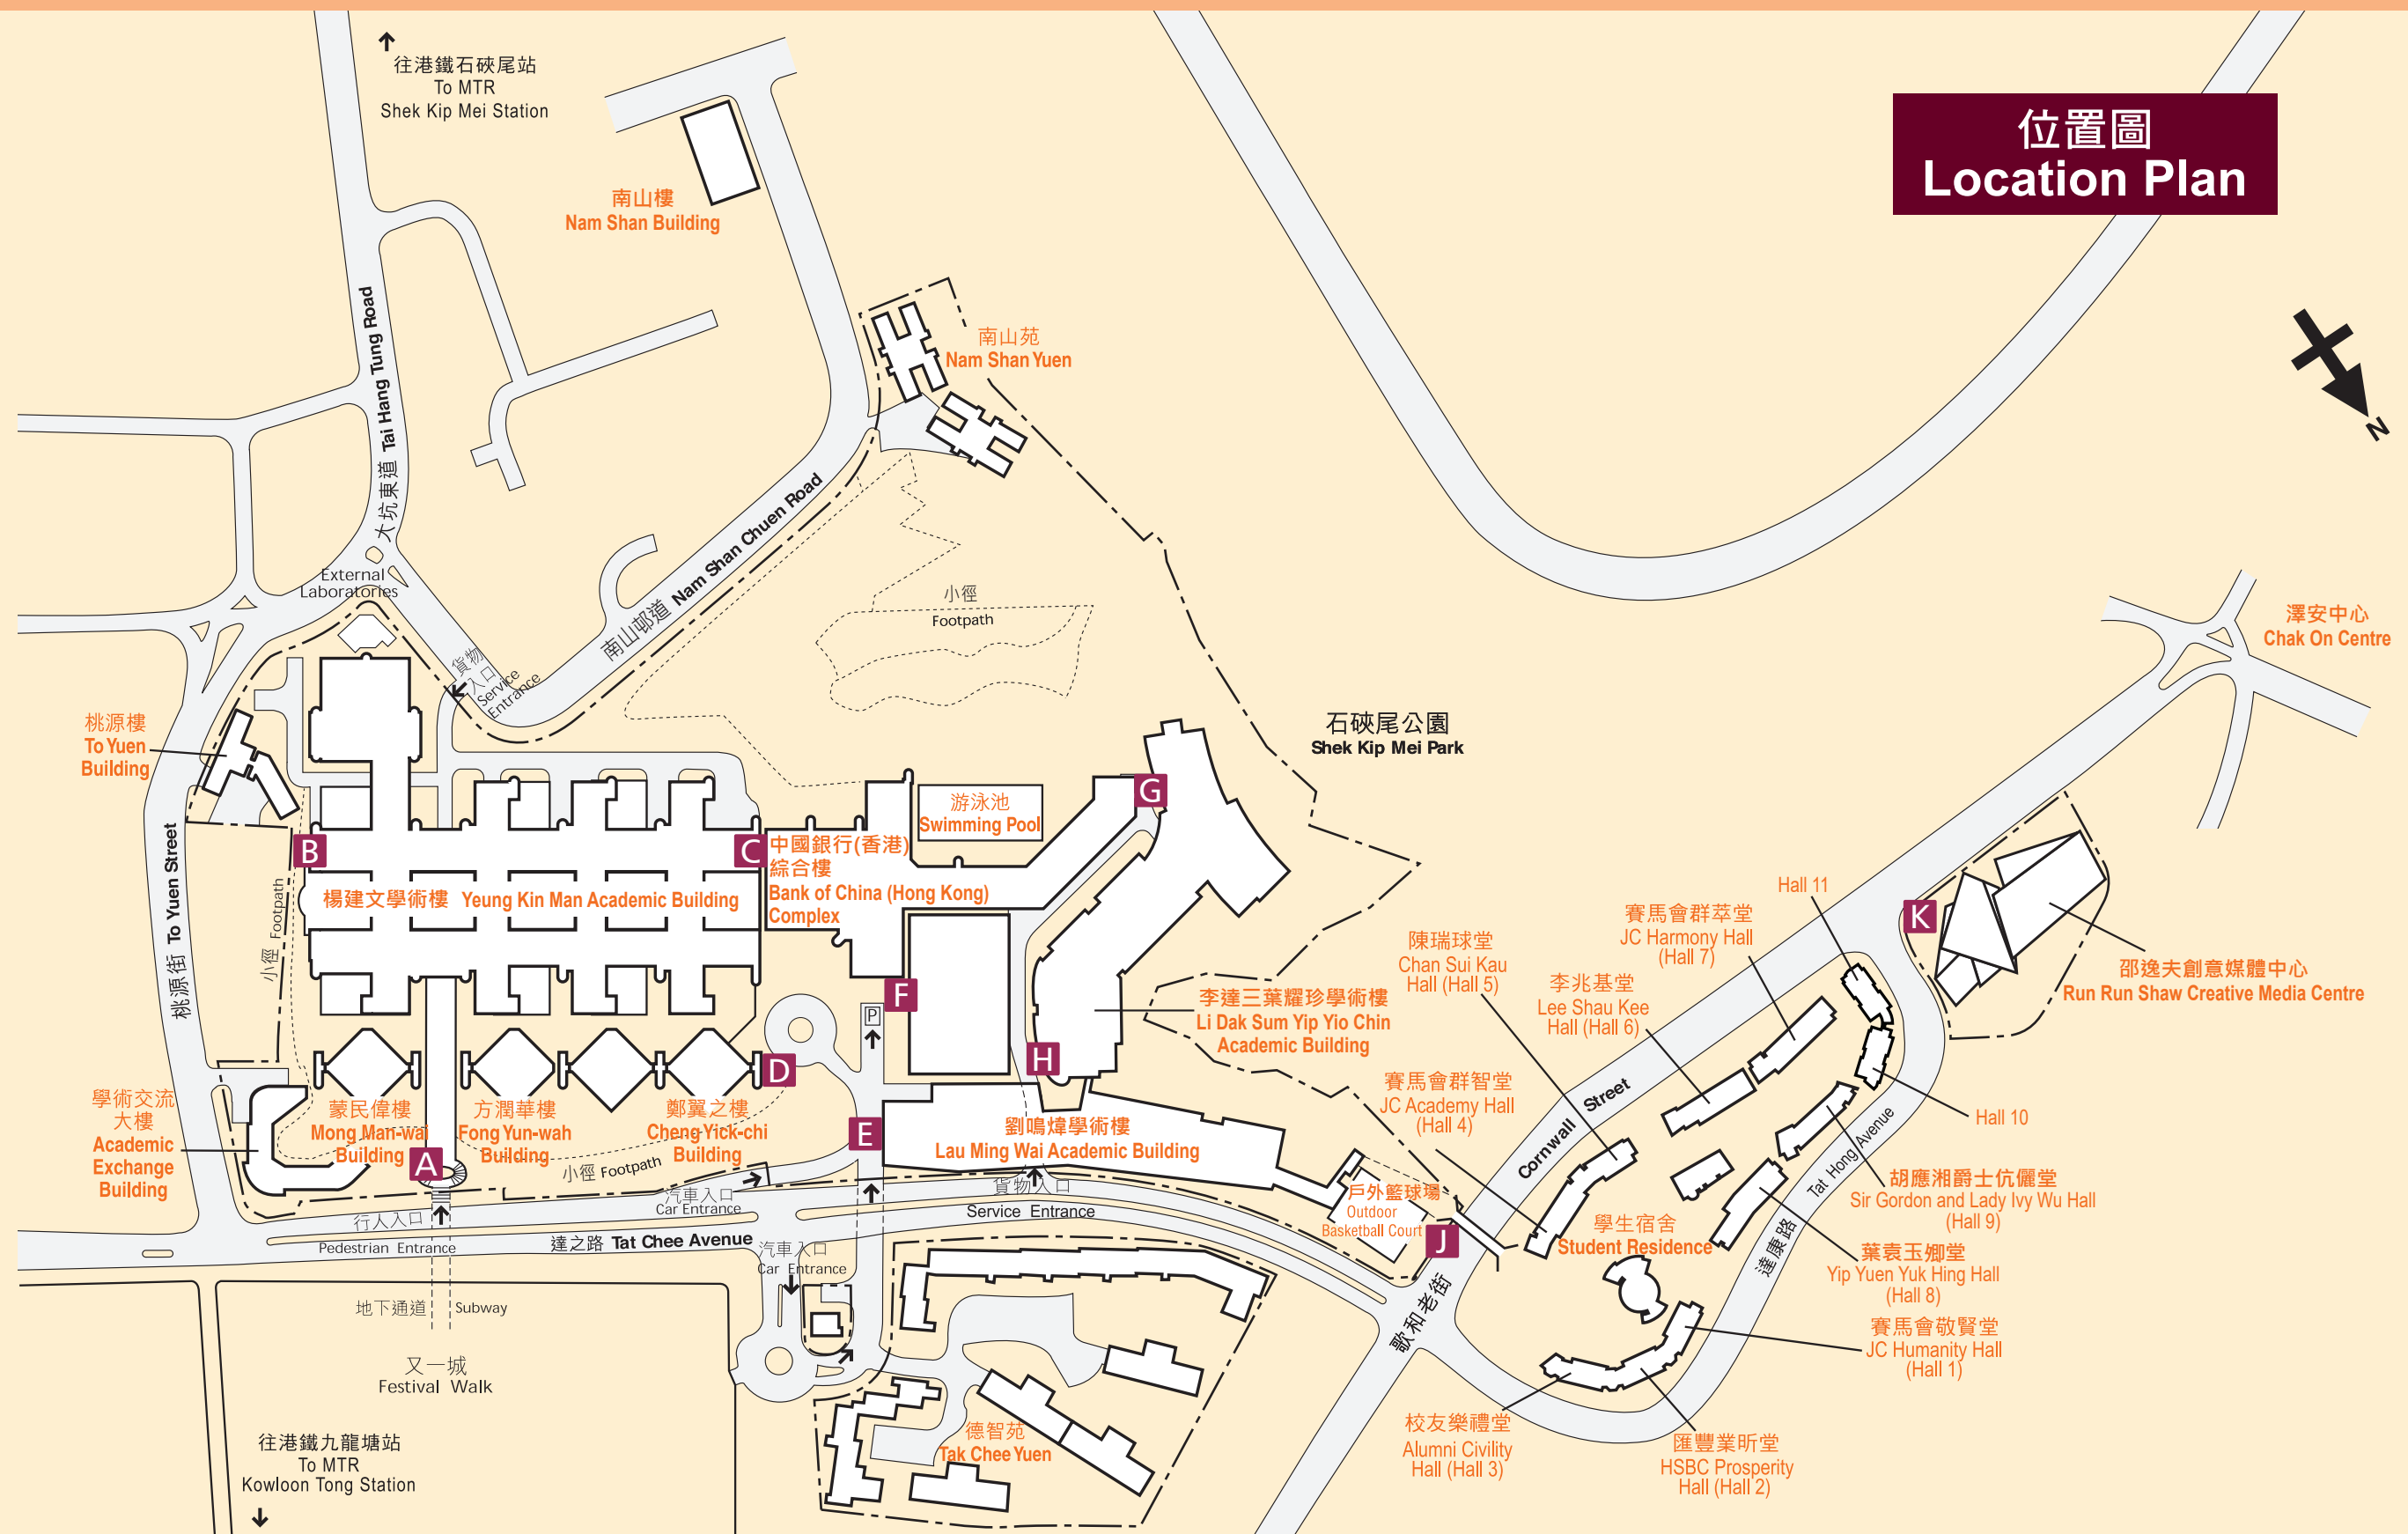 位置圖
Location Plan
往港鐵石硤尾站
To MTR
Shek Kip Mei Station
南山樓
Nam Shan Building
大坑東道 Tai Hang Tung Road
南山苑
Nam Shan Yuen
南山邨道 Nam Shan Chuen Road
External
Laboratories
貨物
入口
Service
Entrance
小徑
Footpath
N
澤安中心
Chak On Centre
桃源樓
To Yuen
Building
桃源街 To Yuen Street
小徑 Footpath
石硤尾公園
Shek Kip Mei Park
游泳池
Swimming Pool
G
B
C
中國銀行(香港)
綜合樓
Bank of China (Hong Kong)
Complex
楊建文學術樓 Yeung Kin Man Academic Building
F
P
H
D
E
A
李達三葉耀珍學術樓
Li Dak Sum Yip Yio Chin
Academic Building
學術交流
大樓
Academic
Exchange
Building
蒙民偉樓
Mong Man-wai
Building
方潤華樓
Fong Yun-wah
Building
鄭翼之樓
Cheng Yick-chi
Building
小徑 Footpath
劉鳴煒學術樓
Lau Ming Wai Academic Building
貨物入口
Service Entrance
汽車入口
Car Entrance
行人入口
Pedestrian Entrance
達之路 Tat Chee Avenue
汽車入口
Car Entrance
地下通道 Subway
又一城
Festival Walk
往港鐵九龍塘站
To MTR
Kowloon Tong Station
德智苑
Tak Chee Yuen
戶外籃球場
Outdoor
Basketball Court
J
歌和老街
Cornwall Street
K
邵逸夫創意媒體中心
Run Run Shaw Creative Media Centre
Hall 11
賽馬會群萃堂
JC Harmony Hall
(Hall 7)
陳瑞球堂
Chan Sui Kau
Hall (Hall 5)
李兆基堂
Lee Shau Kee
Hall (Hall 6)
賽馬會群智堂
JC Academy Hall
(Hall 4)
Hall 10
達康路 Tat Hong Avenue
胡應湘爵士伉儷堂
Sir Gordon and Lady Ivy Wu Hall
(Hall 9)
學生宿舍
Student Residence
葉袁玉卿堂
Yip Yuen Yuk Hing Hall
(Hall 8)
賽馬會敬賢堂
JC Humanity Hall
(Hall 1)
校友樂禮堂
Alumni Civility
Hall (Hall 3)
匯豐業昕堂
HSBC Prosperity
Hall (Hall 2)